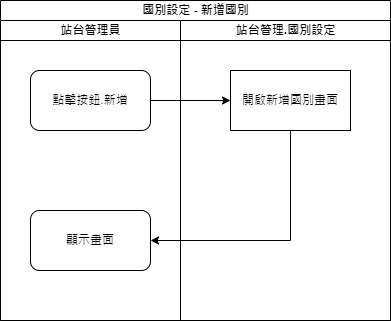 國別設定 - 新增國別
站台管理員
站台管理.國別設定
點擊按鈕.新增
開啟新增國別畫面
顯示畫面